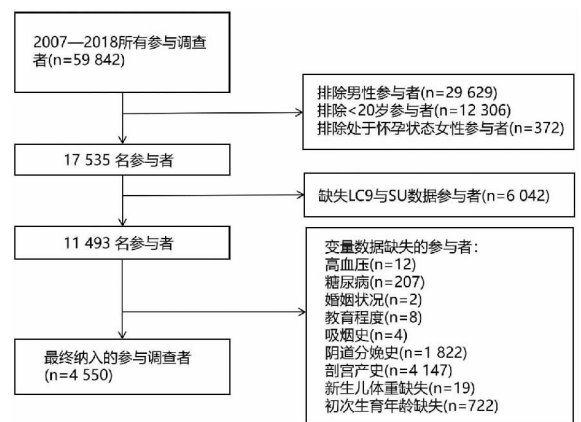 2007—2018所有参与调查
者(n=59 842)
排除男性参与者(n=29 629)
排除<20岁参与者(n=12 306)
排除处于怀孕状态女性参与者(n=372)
17 535 名参与者
缺失LC9与SU数据参与者(n=6 042)
11 493 名参与者
变量数据缺失的参与者：
高血压(n=12)
糖尿病(n=207)
婚姻状况(n=2)
教育程度(n=8)
吸烟史(n=4)
阴道分娩史(n=1 822)
剖宫产史(n=4 147)
新生儿体重缺失(n=19)
初次生育年龄缺失(n=722)
最终纳入的参与调查者
(n=4 550)